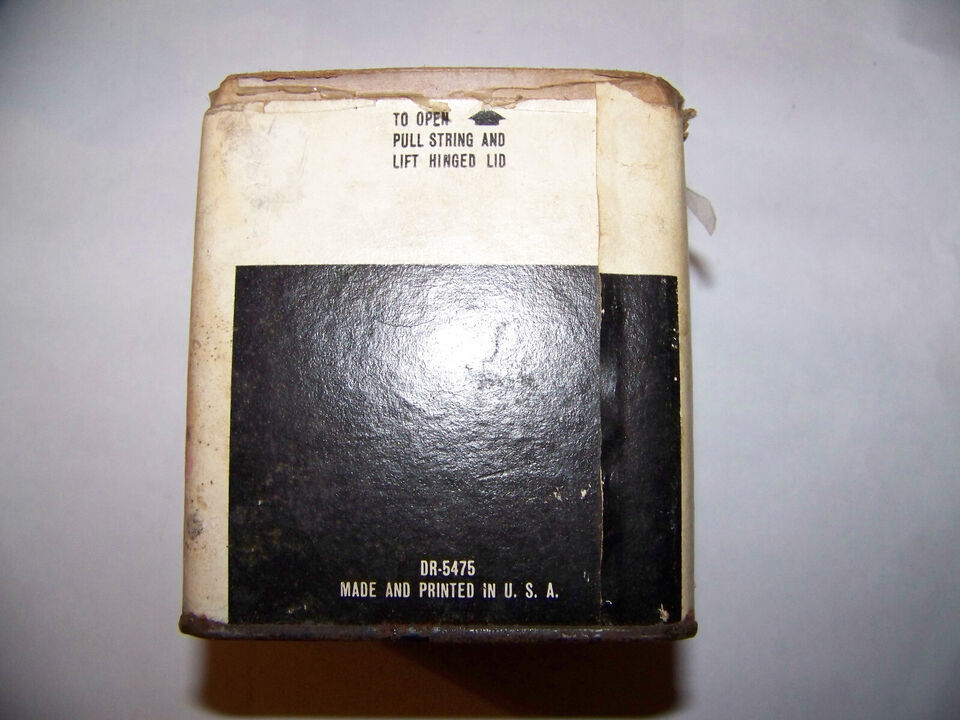 TO OPEN
PULL STRING AND
LIFT HINGED LID
DR-5475
MADE AND PRINTED IN U. S. A.